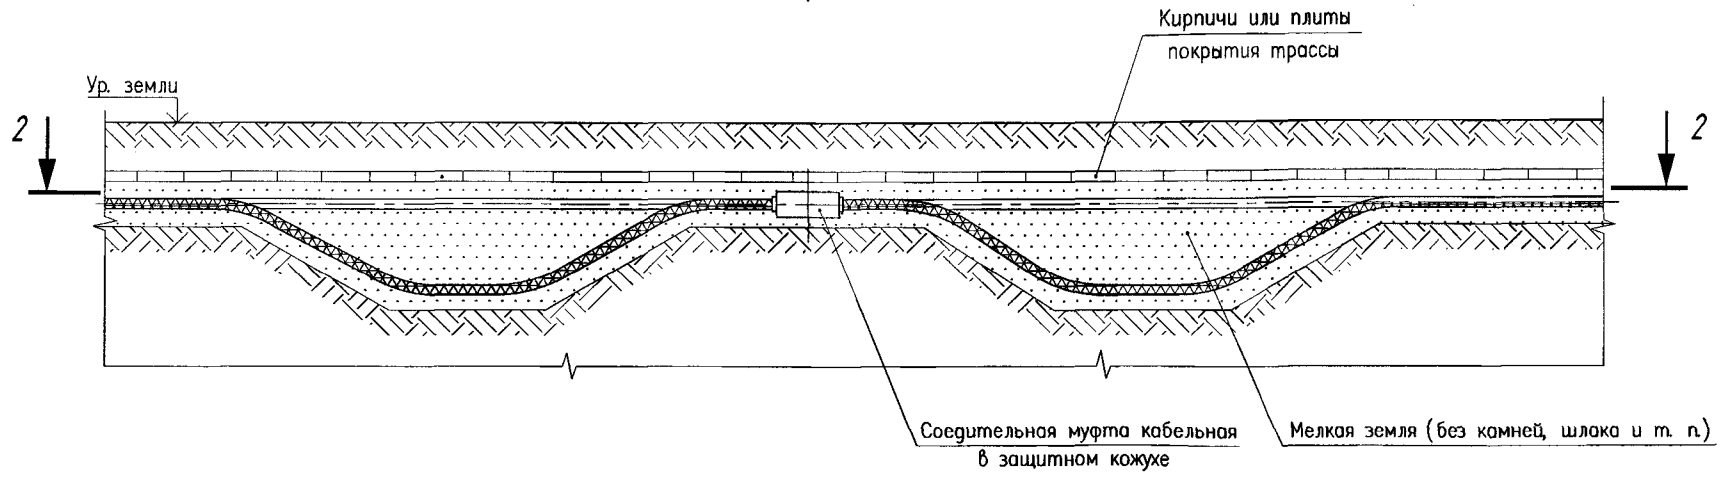 Кирпичи или плиты
покрытия трассы
Ур. земли
2
2
Соедительная муфта кабельная
в защитном кожухе
Мелкая земля (без камней, шлака и т. п.)